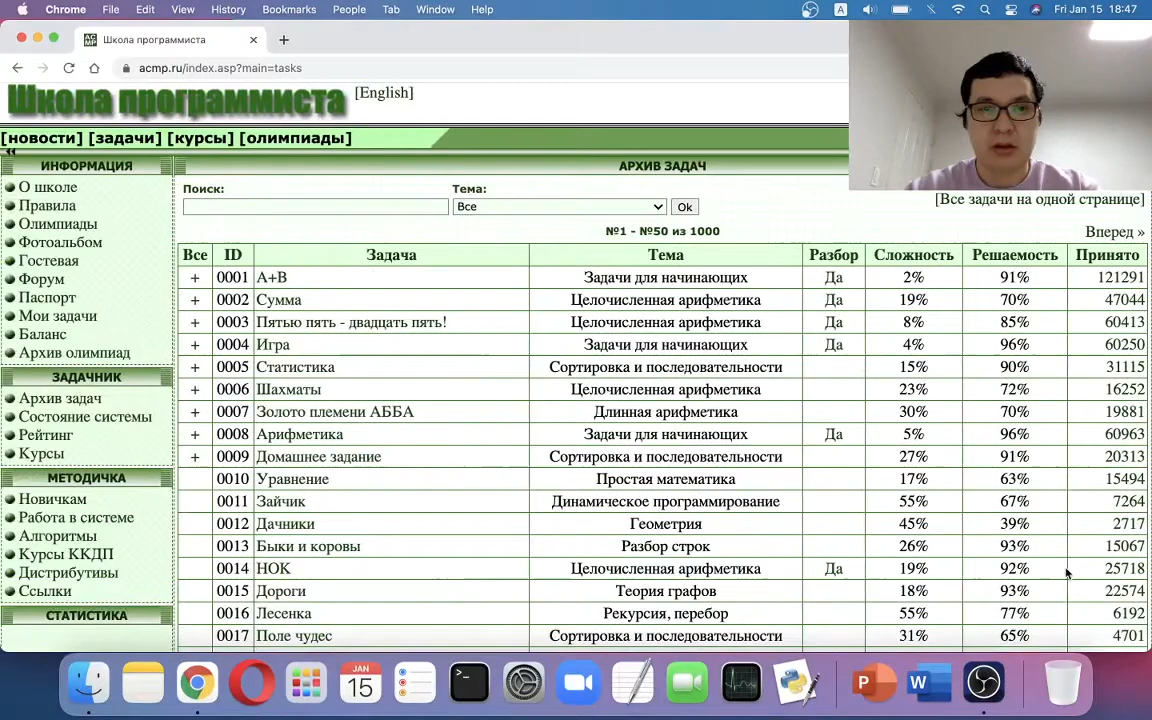 Chrome File Edit View History Bookmarks People Tab Window Help A Fri Jan 15 18:47
Школа программиста
acmp.ru/index.asp?main=tasks
Школа программиста [English]
[новости] [задачи] [курсы] [олимпиады]
ИНФОРМАЦИЯ
О школе
Правила
Олимпиады
Фотоальбом
Гостевая
Форум
Паспорт
Мои задачи
Баланс
Архив олимпиад
ЗАДАЧНИК
Архив задач
Состояние системы
Рейтинг
Курсы
МЕТОДИЧКА
Новичкам
Работа в системе
Алгоритмы
Курсы ККДП
Дистрибутивы
Ссылки
СТАТИСТИКА
АРХИВ ЗАДАЧ
Поиск: Тема:
Все Ok
[Все задачи на одной странице]
№1 - №50 из 1000 Вперед »
Все ID Задача Тема Разбор Сложность Решаемость Принято
+ 0001 A+B Задачи для начинающих Да 2% 91% 121291
+ 0002 Сумма Целочисленная арифметика Да 19% 70% 47044
+ 0003 Пятью пять - двадцать пять! Целочисленная арифметика Да 8% 85% 60413
+ 0004 Игра Задачи для начинающих Да 4% 96% 60250
+ 0005 Статистика Сортировка и последовательности 15% 90% 31115
+ 0006 Шахматы Целочисленная арифметика 23% 72% 16252
+ 0007 Золото племени АББА Длинная арифметика 30% 70% 19881
+ 0008 Арифметика Задачи для начинающих Да 5% 96% 60963
+ 0009 Домашнее задание Сортировка и последовательности 27% 91% 20313
0010 Уравнение Простая математика 17% 63% 15494
0011 Зайчик Динамическое программирование 55% 67% 7264
0012 Дачники Геометрия 45% 39% 2717
0013 Быки и коровы Разбор строк 26% 93% 15067
0014 НОК Целочисленная арифметика Да 19% 92% 25718
0015 Дороги Теория графов 18% 93% 22574
0016 Лесенка Рекурсия, перебор 55% 77% 6192
0017 Поле чудес Сортировка и последовательности 31% 65% 4701
JAN
15
P W